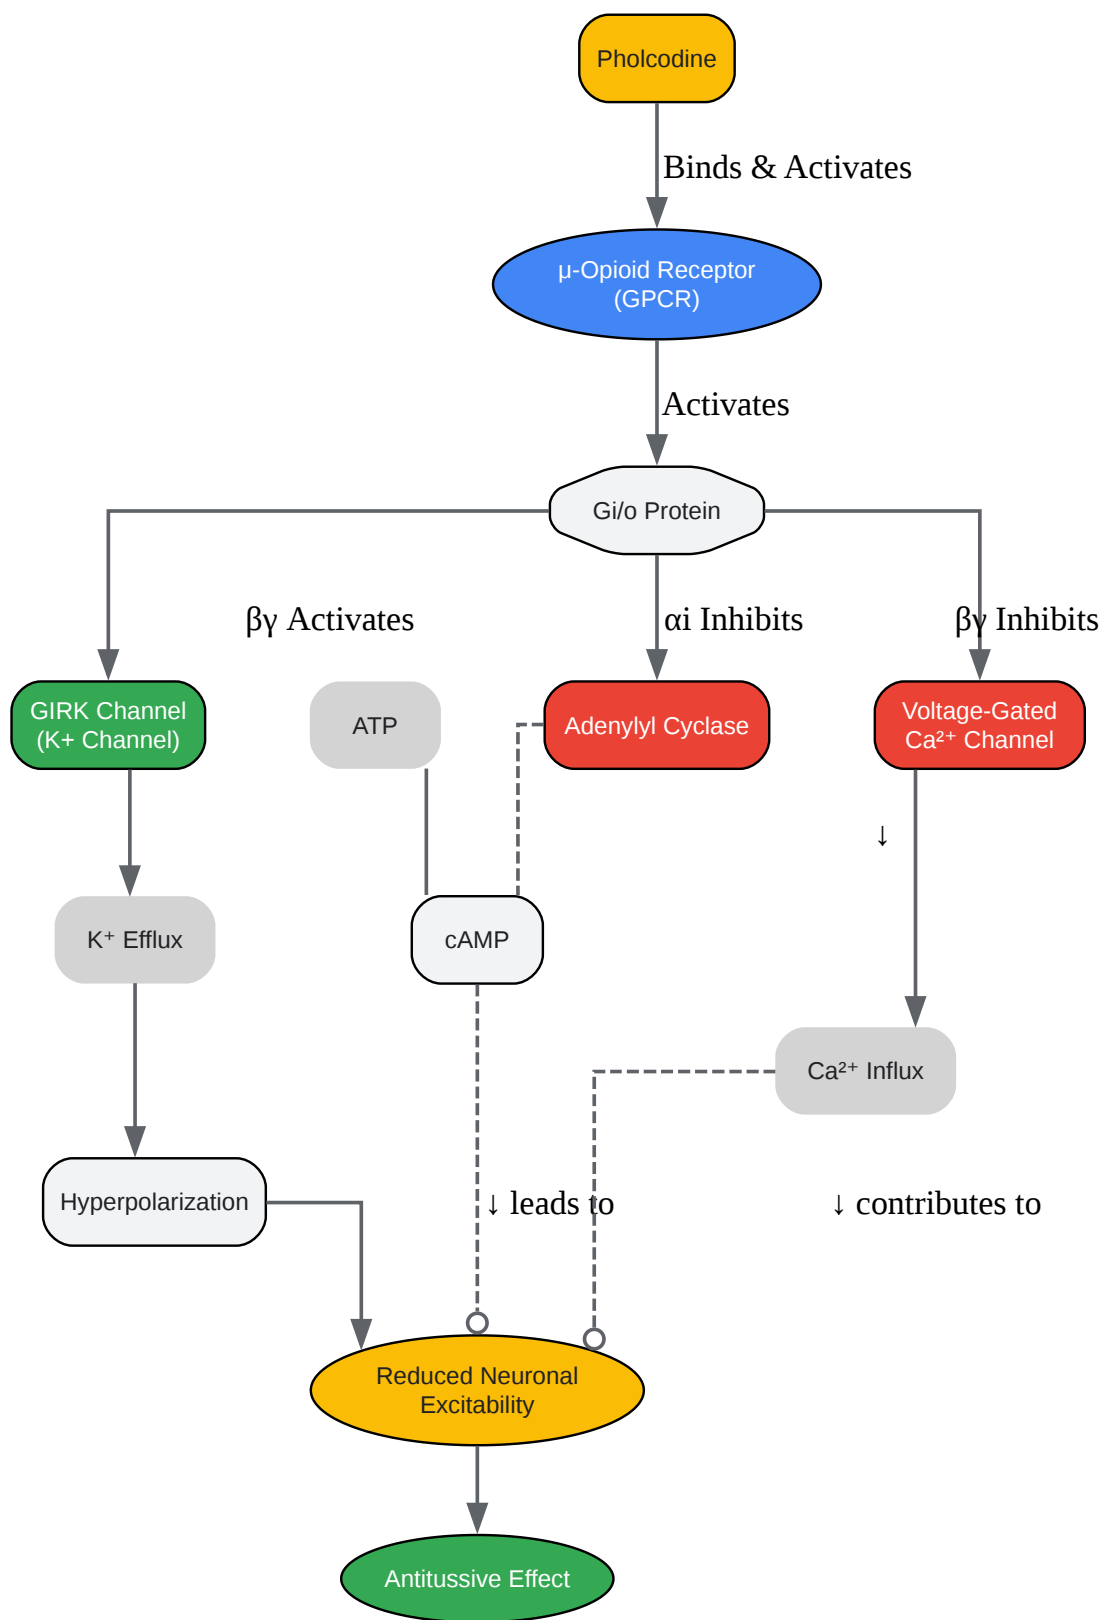 Pholcodine
Binds & Activates
μ-Opioid Receptor
(GPCR)
Activates
Gi/o Protein
βγ Activates
αi Inhibits
βγ Inhibits
GIRK Channel
(K+ Channel)
ATP
Adenylyl Cyclase
Voltage-Gated
Ca²⁺ Channel
↓
K⁺ Efflux
cAMP
Ca²⁺ Influx
Hyperpolarization
↓ leads to
↓ contributes to
Reduced Neuronal
Excitability
Antitussive Effect